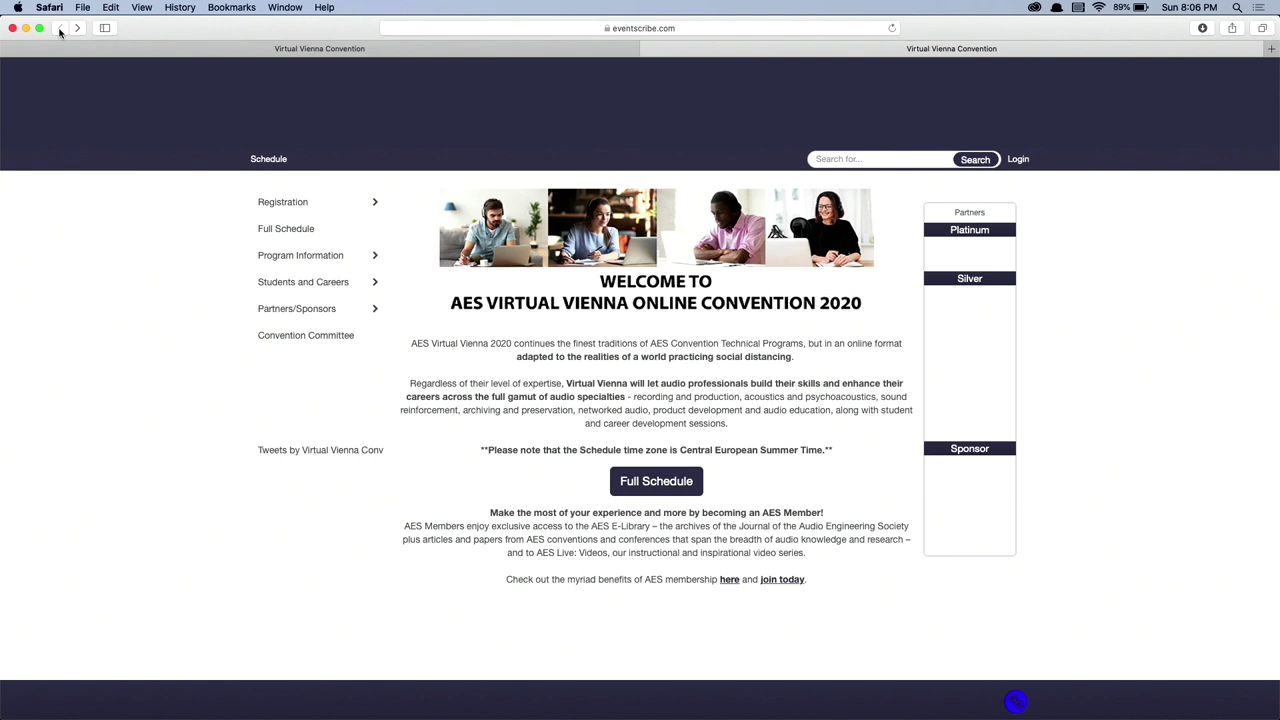 Safari File Edit View History Bookmarks Window Help
89% Sun 8:06 PM
eventscribe.com
Virtual Vienna Convention
Virtual Vienna Convention
Schedule
Search for...
Search
Login
Registration
Full Schedule
Program Information
Students and Careers
Partners/Sponsors
Convention Committee
Tweets by Virtual Vienna Conv
WELCOME TO
AES VIRTUAL VIENNA ONLINE CONVENTION 2020
AES Virtual Vienna 2020 continues the finest traditions of AES Convention Technical Programs, but in an online format
adapted to the realities of a world practicing social distancing.
Regardless of their level of expertise, Virtual Vienna will let audio professionals build their skills and enhance their
careers across the full gamut of audio specialties - recording and production, acoustics and psychoacoustics, sound
reinforcement, archiving and preservation, networked audio, product development and audio education, along with student
and career development sessions.
**Please note that the Schedule time zone is Central European Summer Time.**
Full Schedule
Make the most of your experience and more by becoming an AES Member!
AES Members enjoy exclusive access to the AES E-Library – the archives of the Journal of the Audio Engineering Society
plus articles and papers from AES conventions and conferences that span the breadth of audio knowledge and research –
and to AES Live: Videos, our instructional and inspirational video series.
Check out the myriad benefits of AES membership here and join today.
Partners
Platinum
Silver
Sponsor